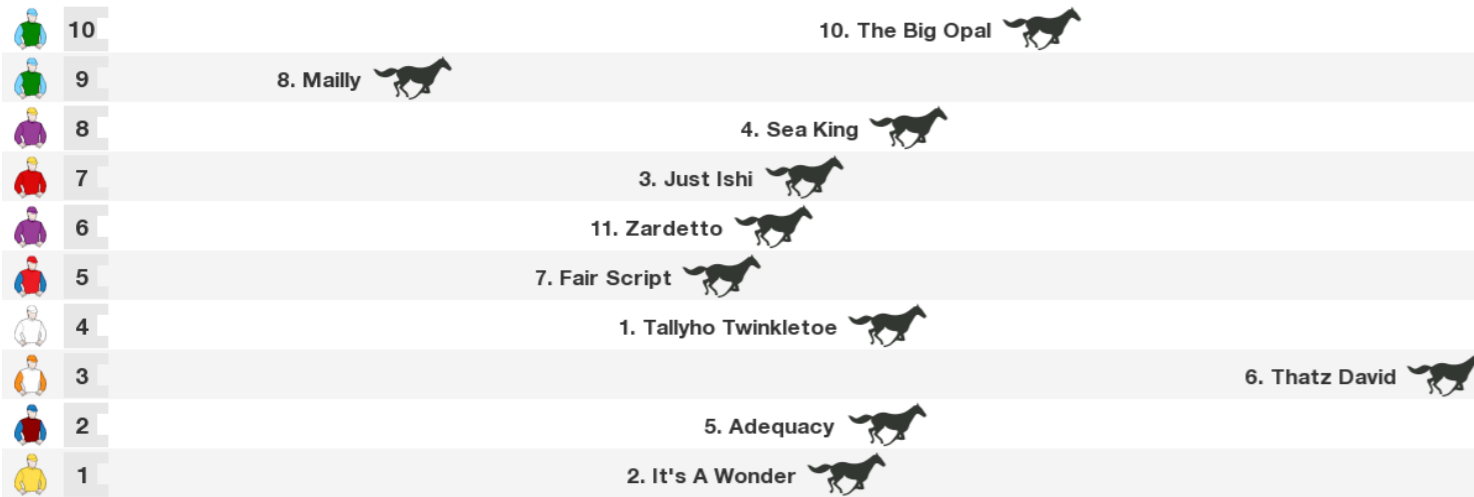 10 10. The Big Opal
9 8. Mailly
8 4. Sea King
7 3. Just Ishi
6 11. Zardetto
5 7. Fair Script
4 1. Tallyho Twinkletoe
3 6. Thatz David
2 5. Adequacy
1 2. It's A Wonder